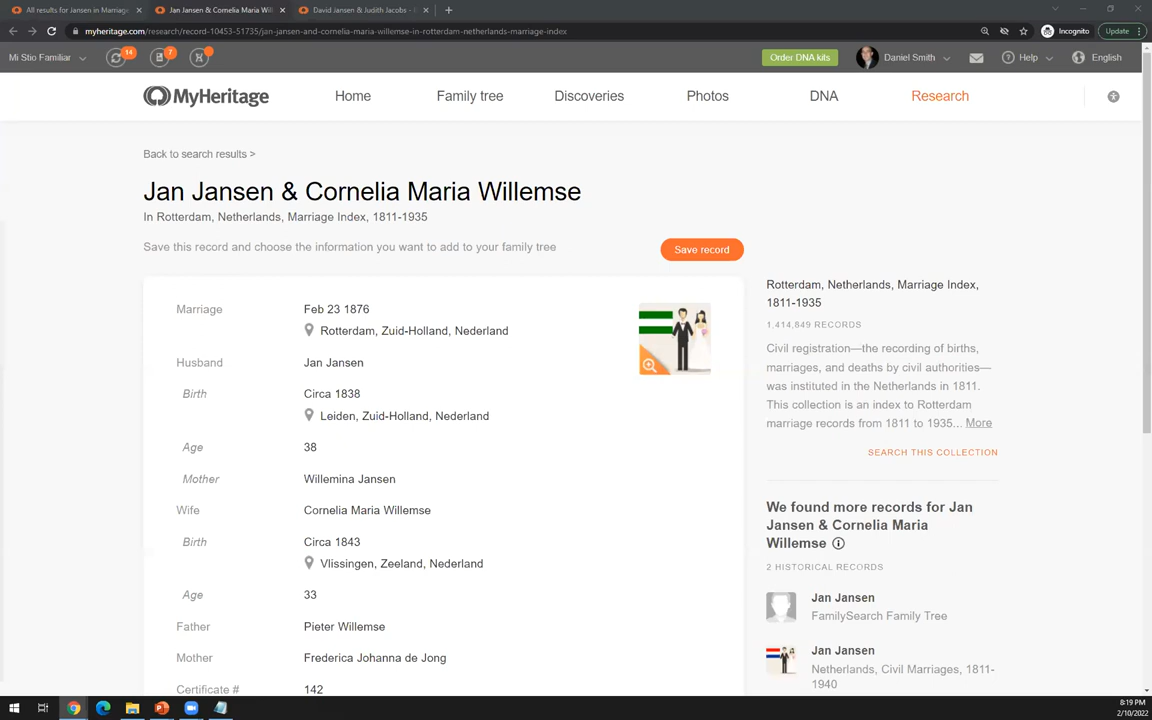 All results for Jansen in Marriage
Jan Jansen & Cornelia Maria Wil
David Jansen & Judith Jacobs -
myheritage.com/research/record-10453-51735/jan-jansen-and-cornelia-maria-willemse-in-rotterdam-netherlands-marriage-index
Incognito
Update
Mi Stio Familiar
14
7
Order DNA kits
Daniel Smith
Help
English
MyHeritage
Home
Family tree
Discoveries
Photos
DNA
Research
Back to search results >
Jan Jansen & Cornelia Maria Willemse
In Rotterdam, Netherlands, Marriage Index, 1811-1935
Save this record and choose the information you want to add to your family tree
Save record
Marriage Feb 23 1876
Rotterdam, Zuid-Holland, Nederland
Husband Jan Jansen
Birth Circa 1838
Leiden, Zuid-Holland, Nederland
Age 38
Mother Willemina Jansen
Wife Cornelia Maria Willemse
Birth Circa 1843
Vlissingen, Zeeland, Nederland
Age 33
Father Pieter Willemse
Mother Frederica Johanna de Jong
Certificate # 142
Rotterdam, Netherlands, Marriage Index,
1811-1935
1,414,849 RECORDS
Civil registration—the recording of births,
marriages, and deaths by civil authorities—
was instituted in the Netherlands in 1811.
This collection is an index to Rotterdam
marriage records from 1811 to 1935... More
SEARCH THIS COLLECTION
We found more records for Jan
Jansen & Cornelia Maria
Willemse
2 HISTORICAL RECORDS
Jan Jansen
FamilySearch Family Tree
Jan Jansen
Netherlands, Civil Marriages, 1811-
1940
8:19 PM
2/10/2022